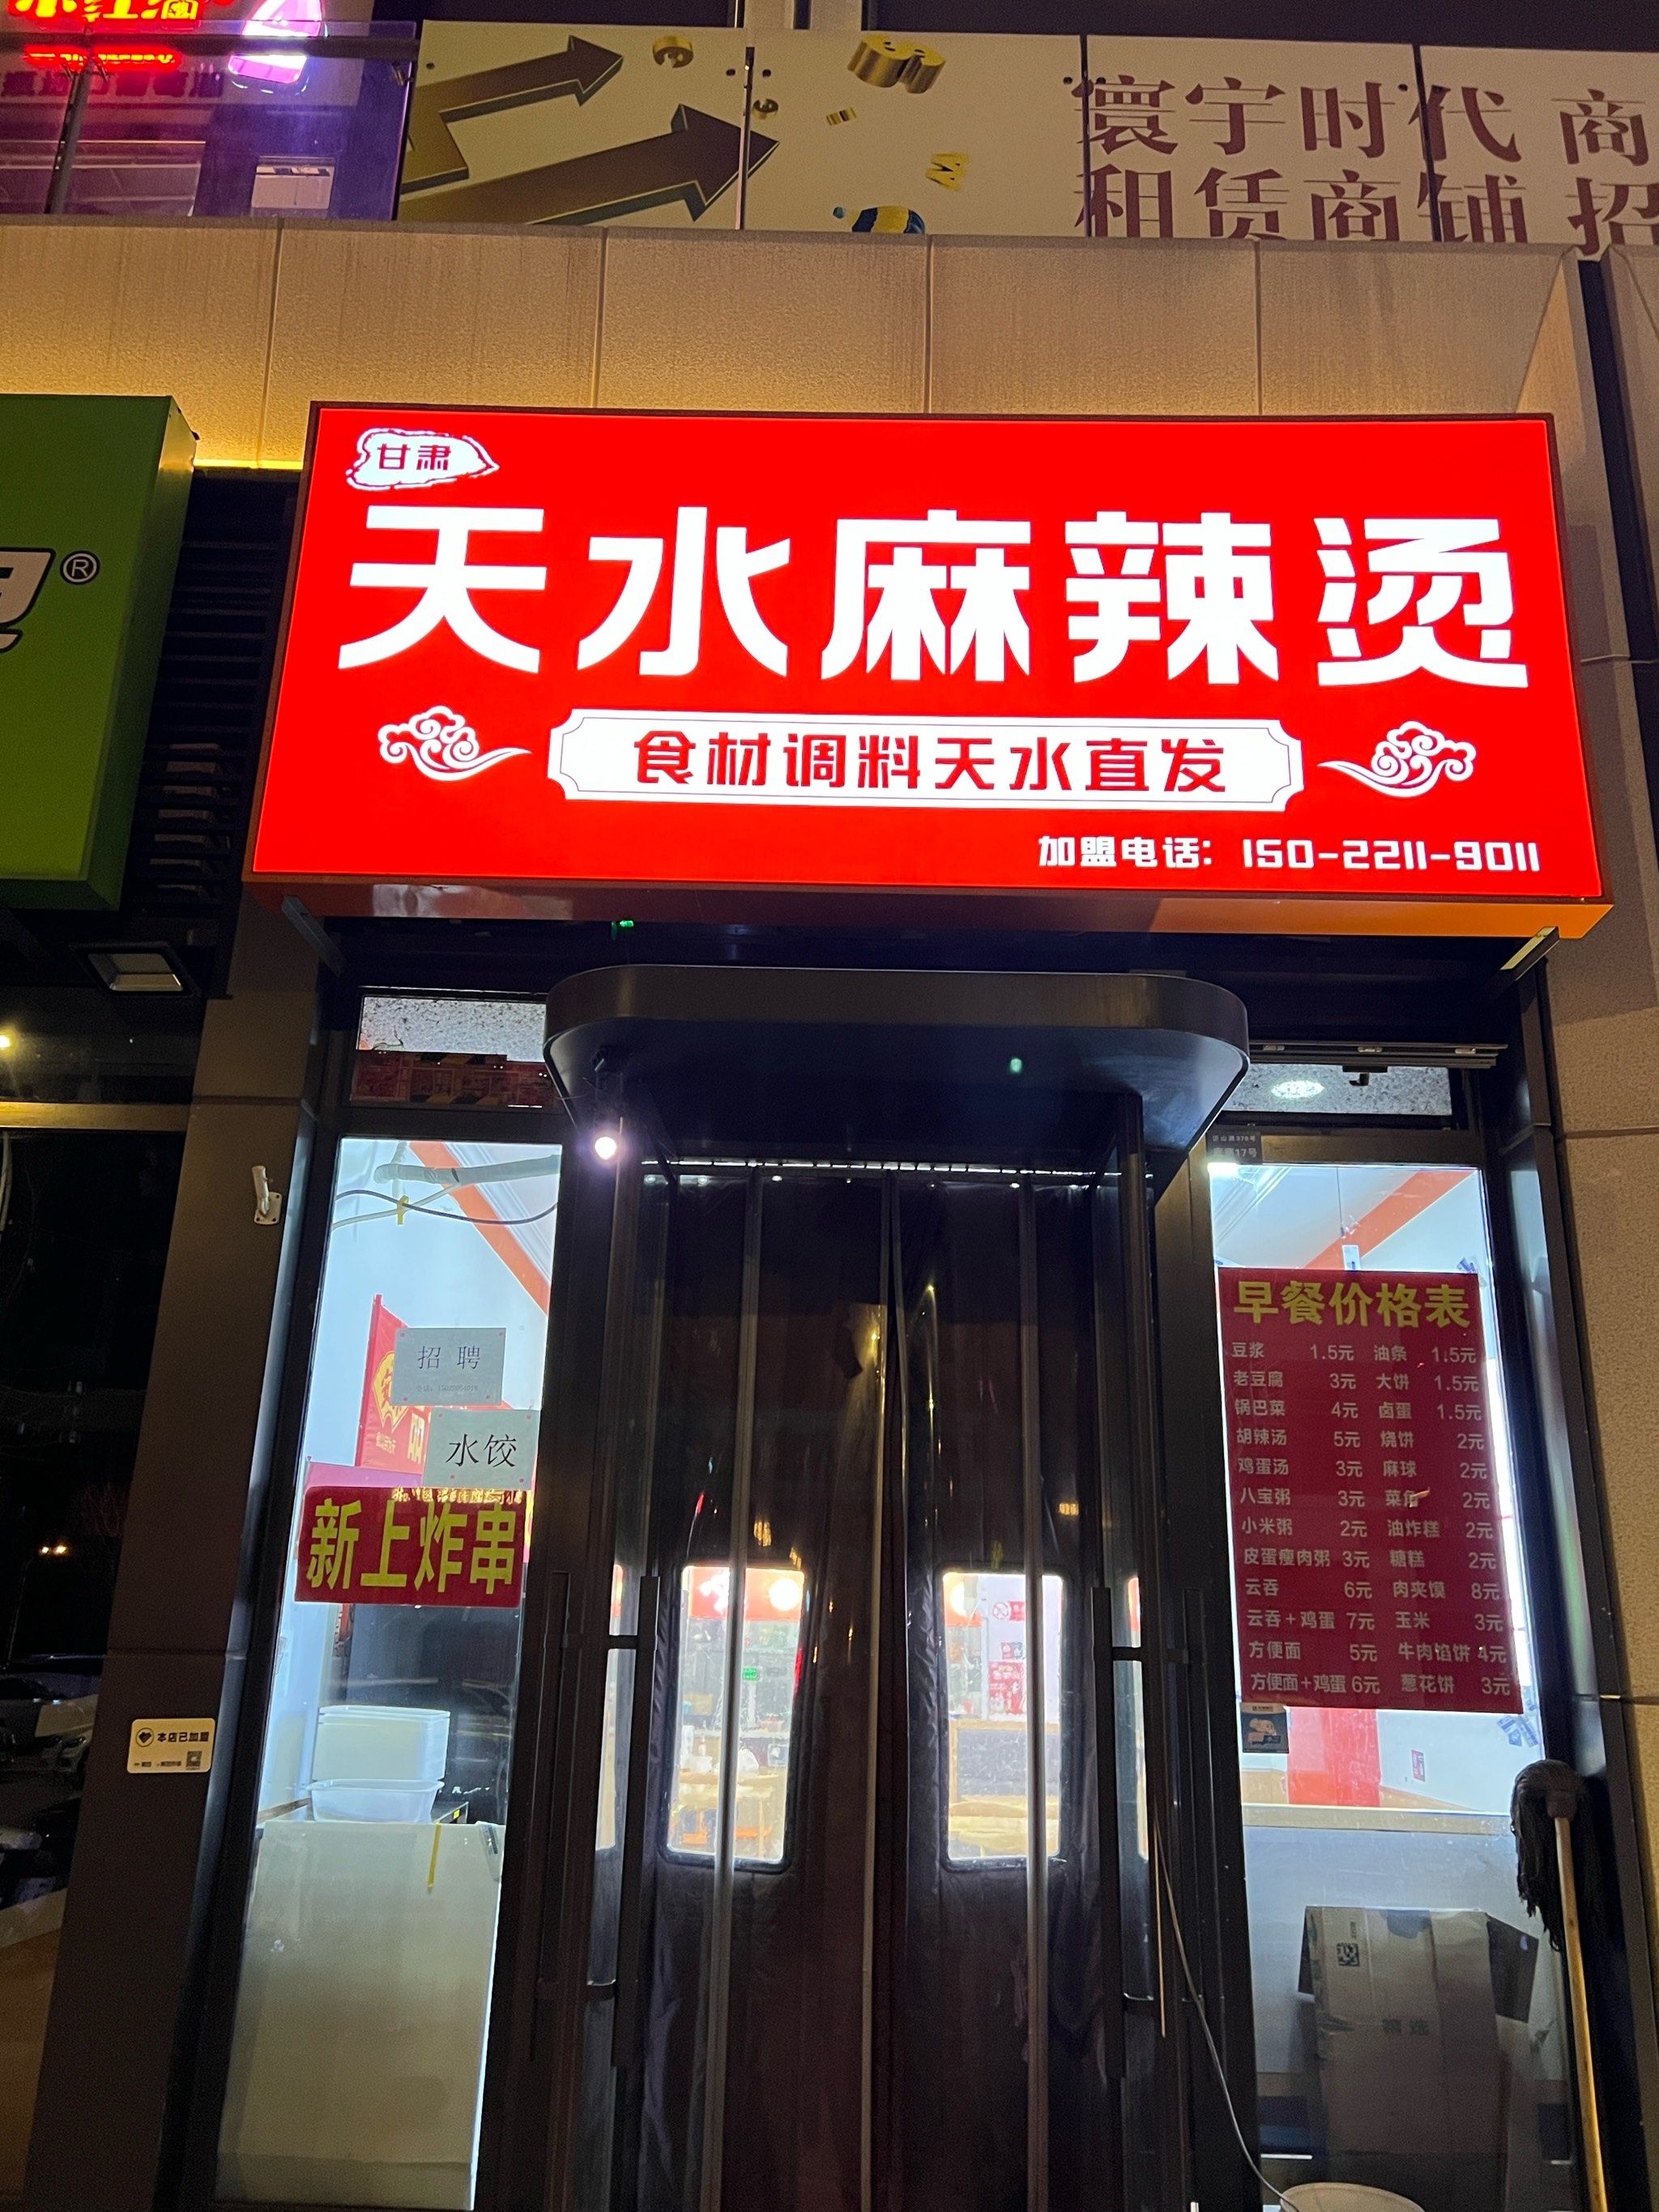 寰宇时代 商
租赁商铺 招
®
甘肃
天水麻辣烫
食材调料天水直发
加盟电话：150-2211-9011
招 聘
水饺
新上炸串
17号
早餐价格表
豆浆 1.5元 油条 1.5元
老豆腐 3元 大饼 1.5元
锅巴菜 4元 卤蛋 1.5元
胡辣汤 5元 烧饼 2元
鸡蛋汤 3元 麻球 2元
八宝粥 3元 菜 2元
小米粥 2元 油炸糕 2元
皮蛋瘦肉粥 3元 糖糕 2元
云吞 6元 肉夹馍 8元
云吞+鸡蛋 7元 玉米 3元
方便面 5元 牛肉馅饼 4元
方便面+鸡蛋 6元 葱花饼 3元
本店已加盟